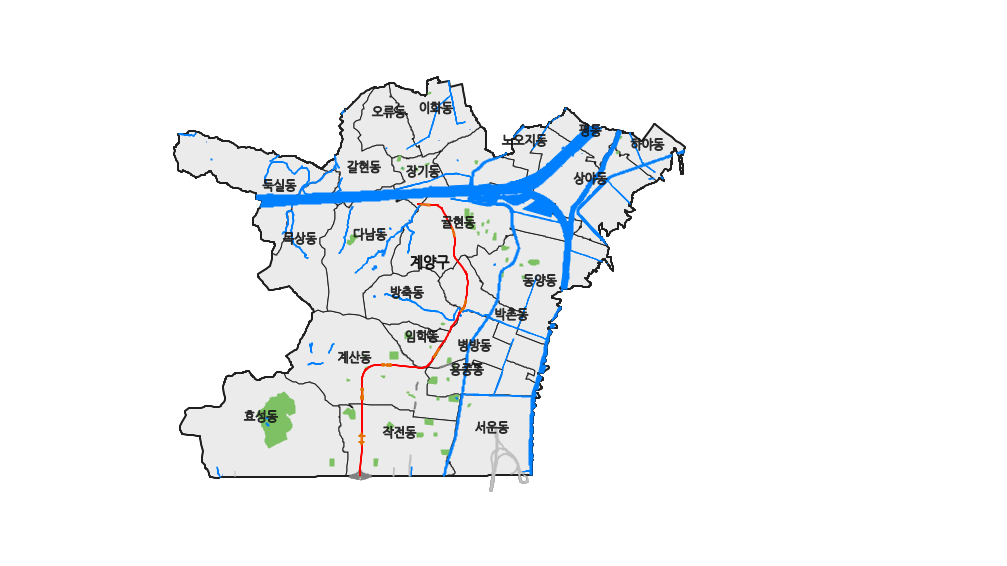 이화동
오류동
평동
노오지동
하야동
갈현동
장기동
상야동
둑실동
귤현동
목상동
다남동
계양구
동양동
방축동
박촌동
임학동
병방동
계산동
용종동
효성동
서운동
작전동